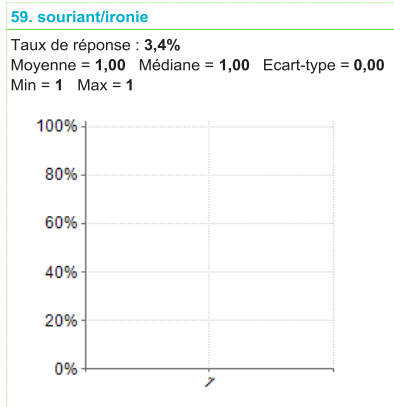 59. souriant/ironie
Taux de réponse : 3,4%
Moyenne = 1,00 Médiane = 1,00 Ecart-type = 0,00
Min = 1 Max = 1
100%
80%
60%
40%
20%
0%
1